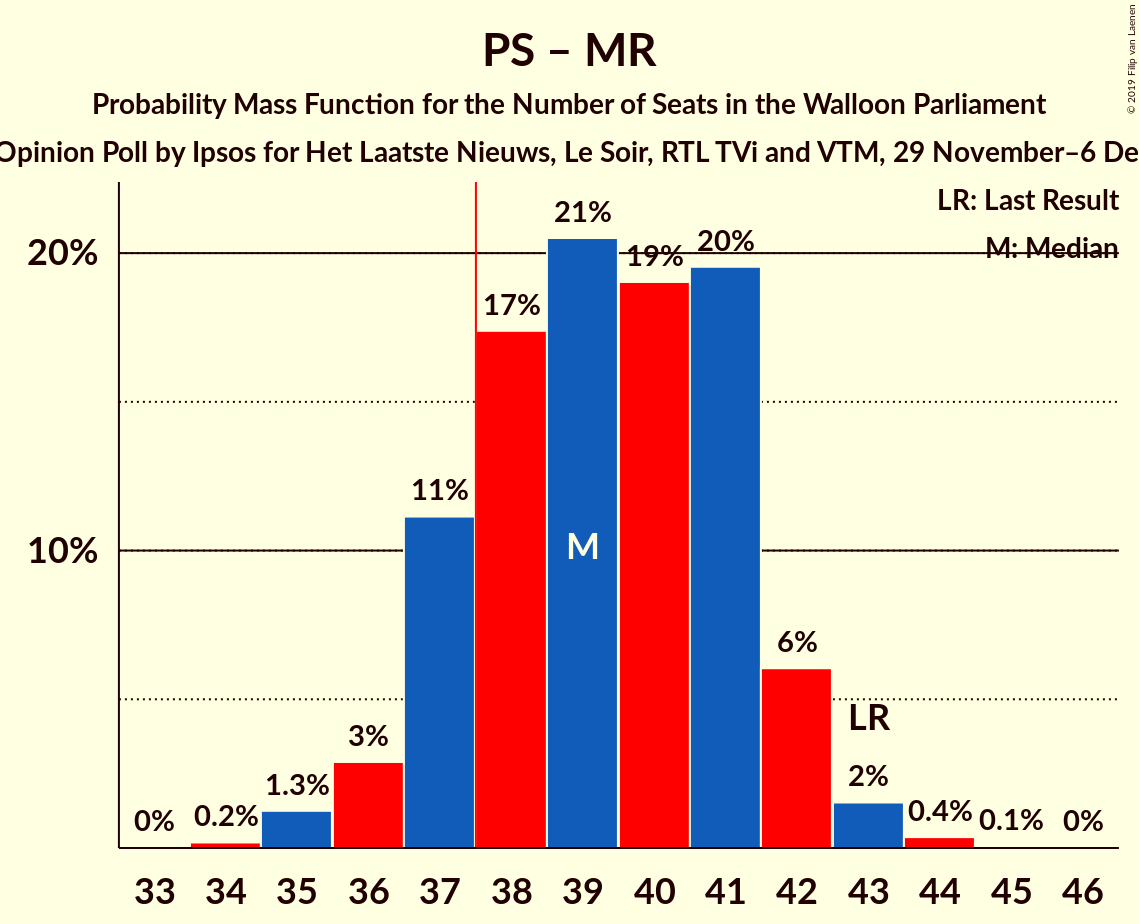 PS – MR
Probability Mass Function for the Number of Seats in the Walloon Parliament
Opinion Poll by Ipsos for Het Laatste Nieuws, Le Soir, RTL TVi and VTM, 29 November–6 De
© 2019 Filip van Laenen
LR: Last Result
M: Median
20%
10%
0% 0.2% 1.3% 3% 11% 17% 21% 19% 20% 6% 2% 0.4% 0.1% 0%
M
LR
33 34 35 36 37 38 39 40 41 42 43 44 45 46